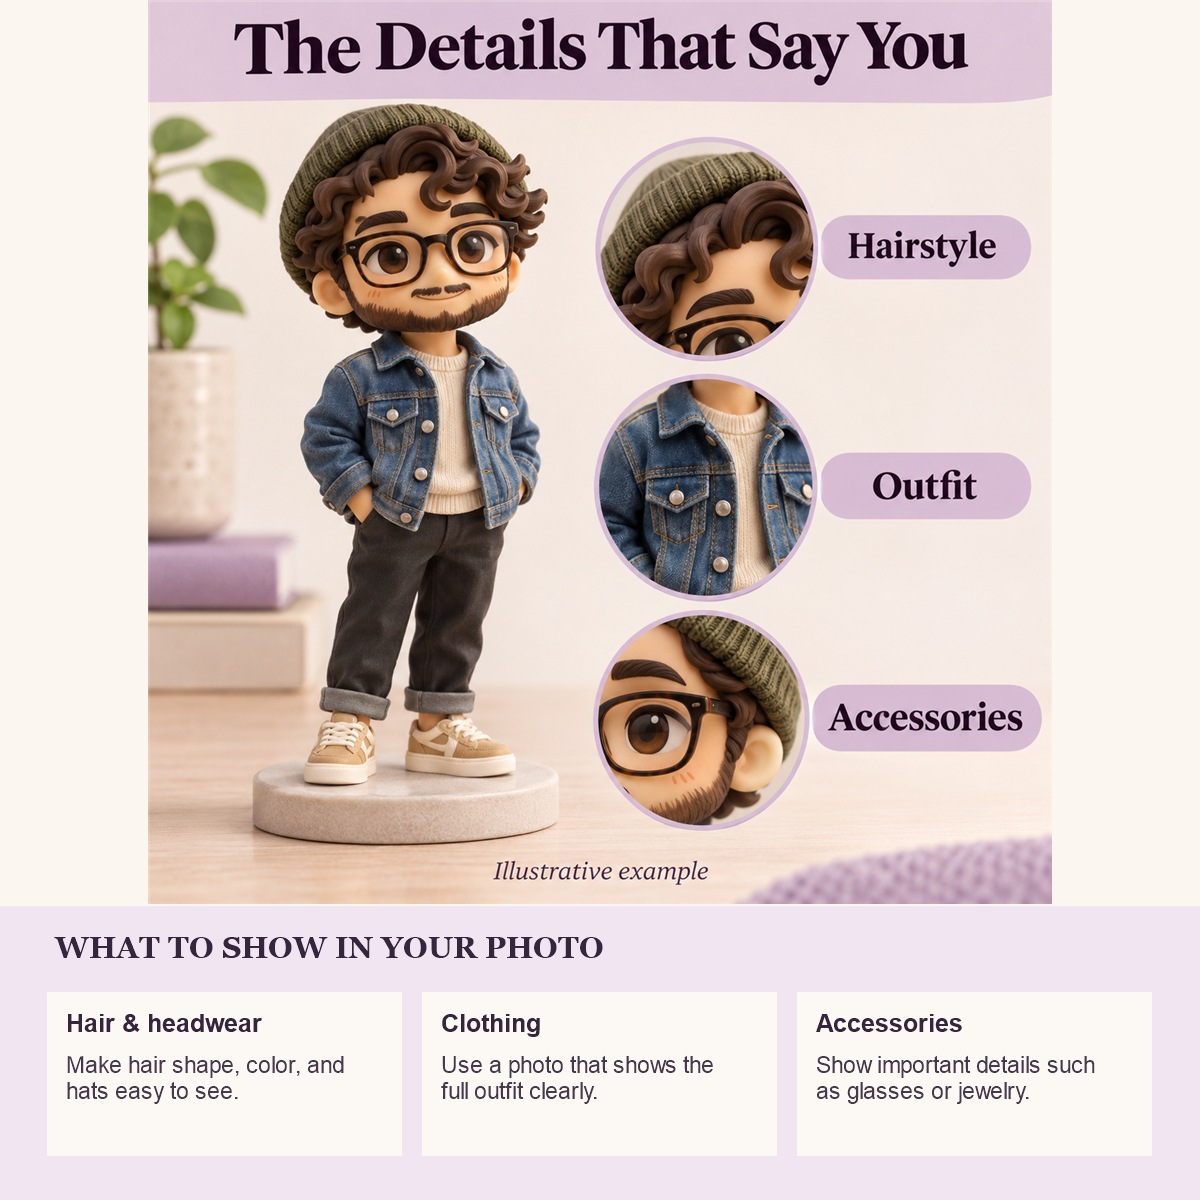 The Details That Say You
Hairstyle
Outfit
Accessories
Illustrative example
WHAT TO SHOW IN YOUR PHOTO
Hair & headwear
Make hair shape, color, and
hats easy to see.
Clothing
Use a photo that shows the
full outfit clearly.
Accessories
Show important details such
as glasses or jewelry.